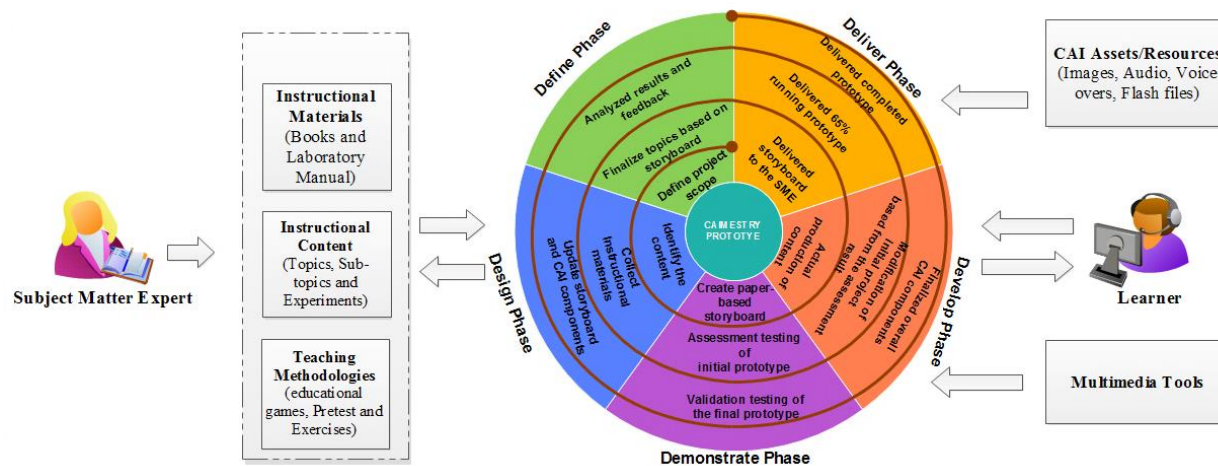 Subject Matter Expert
Instructional
Materials
(Books and
Laboratory
Manual)
Instructional
Content
(Topics, Sub-
topics and
Experiments)
Teaching
Methodologies
(educational
games, Pretest and
Exercises)
Define Phase
Analyzed results and
feedback
Finalize topics based on
storyboard
Define project
scope
Design Phase
Identify the
content
Collect
Instructional
materials
Update storyboard
and CAI components
Demonstrate Phase
Create paper-
based storyboard
Assessment testing
of
initial prototype
Validation testing of
the final prototype
Develop Phase
Actual
production of
content
Modification of
Initial project
based from the assessment
result
Finalized overall
CAI components
Deliver Phase
Delivered
storyboard
to the SME
Delivered 65%
running prototype
Delivered completed
prototype
CAIMESTRY
PROTOTYE
CAI Assets/Resources
(Images, Audio, Voice
overs, Flash files)
Learner
Multimedia Tools